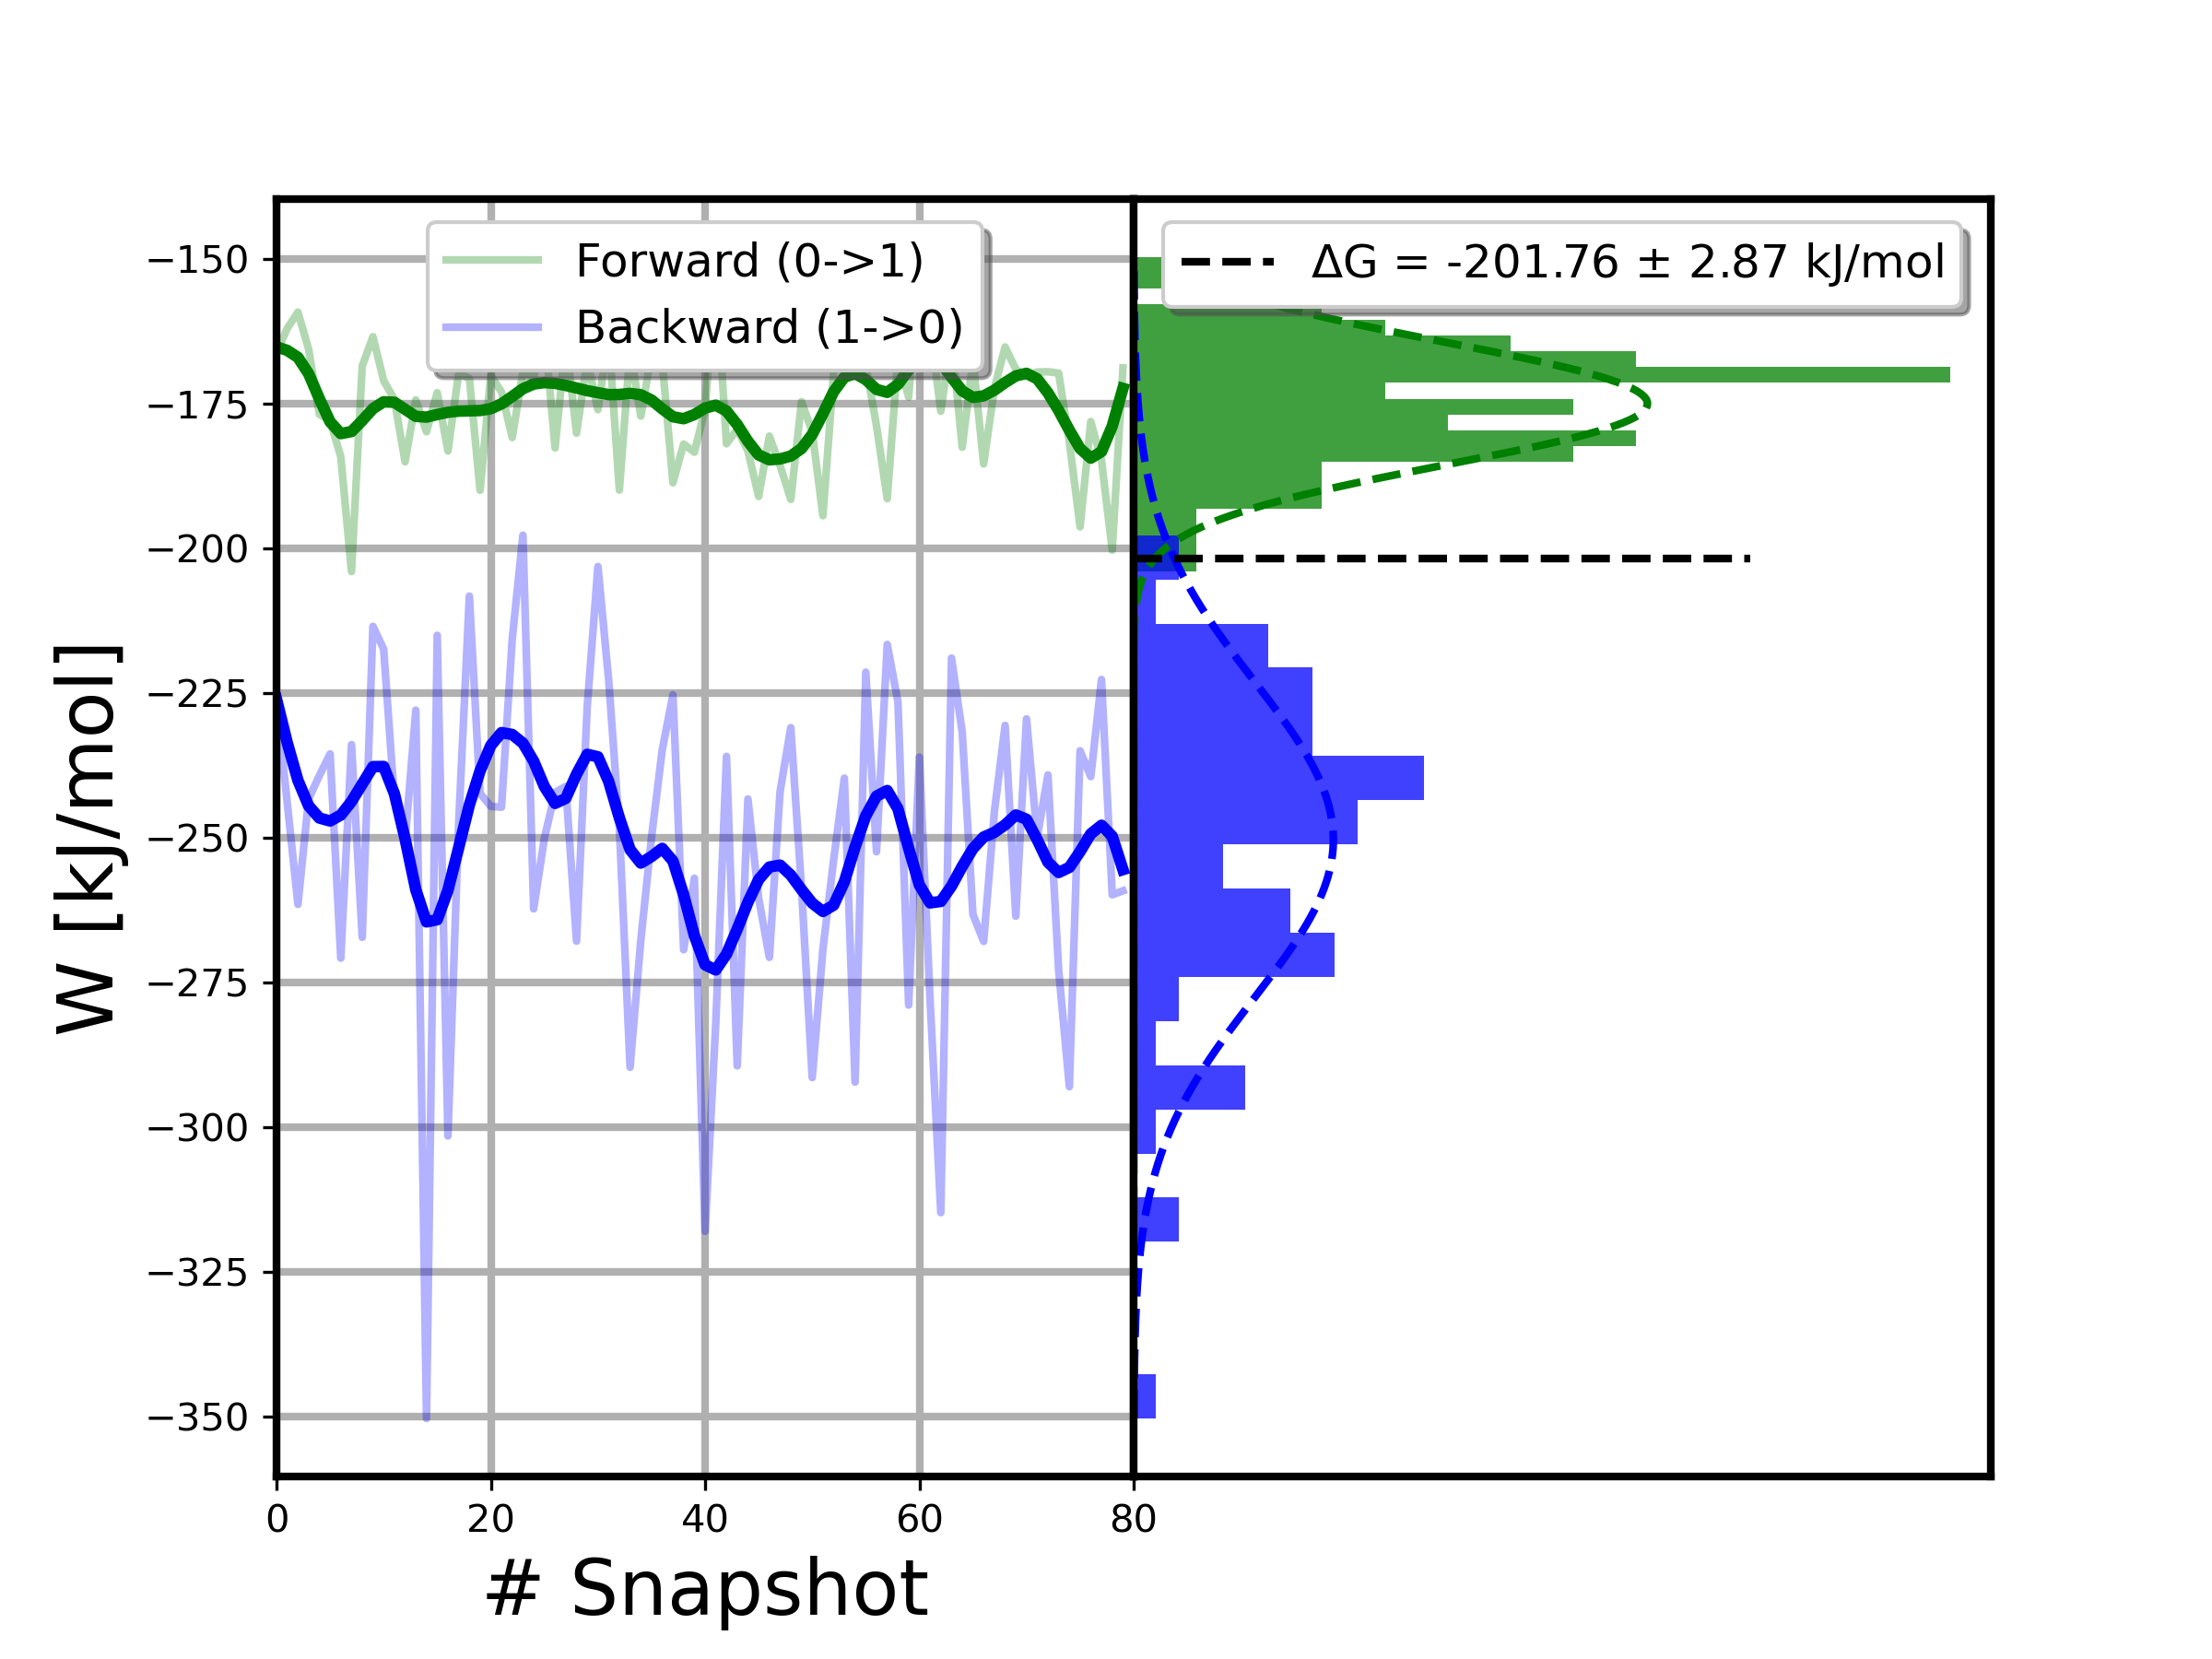 Forward (0->1)
Backward (1->0)
ΔG = -201.76 ± 2.87 kJ/mol
−150
−175
−200
−225
−250
−275
−300
−325
−350
W [kJ/mol]
0 20 40 60 80
# Snapshot